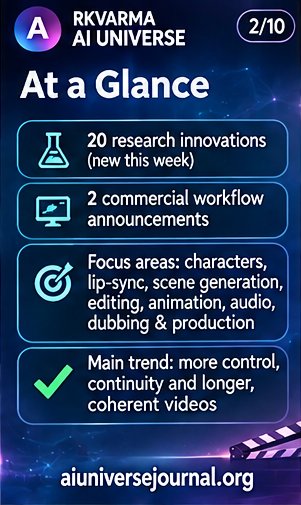 A
RKVARMA
AI UNIVERSE
2/10
At a Glance
20 research innovations
(new this week)
2 commercial workflow
announcements
Focus areas: characters,
lip-sync, scene generation,
editing, animation, audio,
dubbing & production
Main trend: more control,
continuity and longer,
coherent videos
aiuniversejournal.org